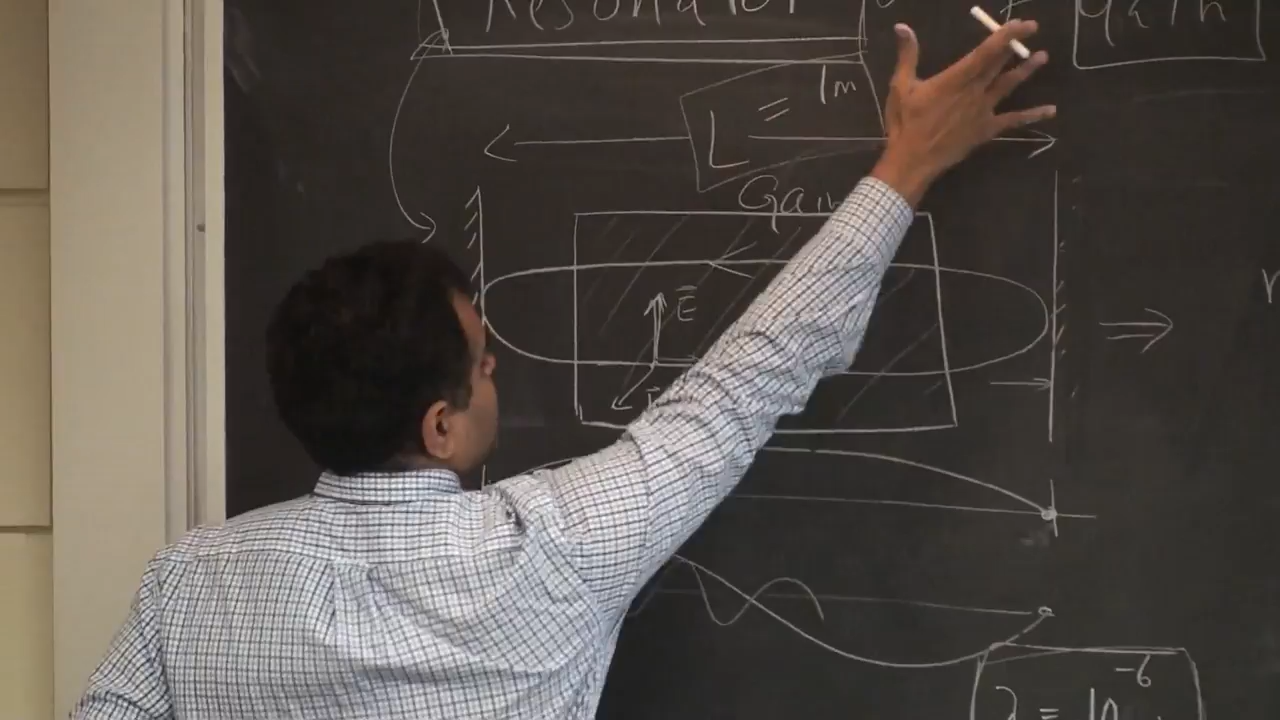 Resonator + Gain
L = 1m
Gain
E
λ = 10⁻⁶